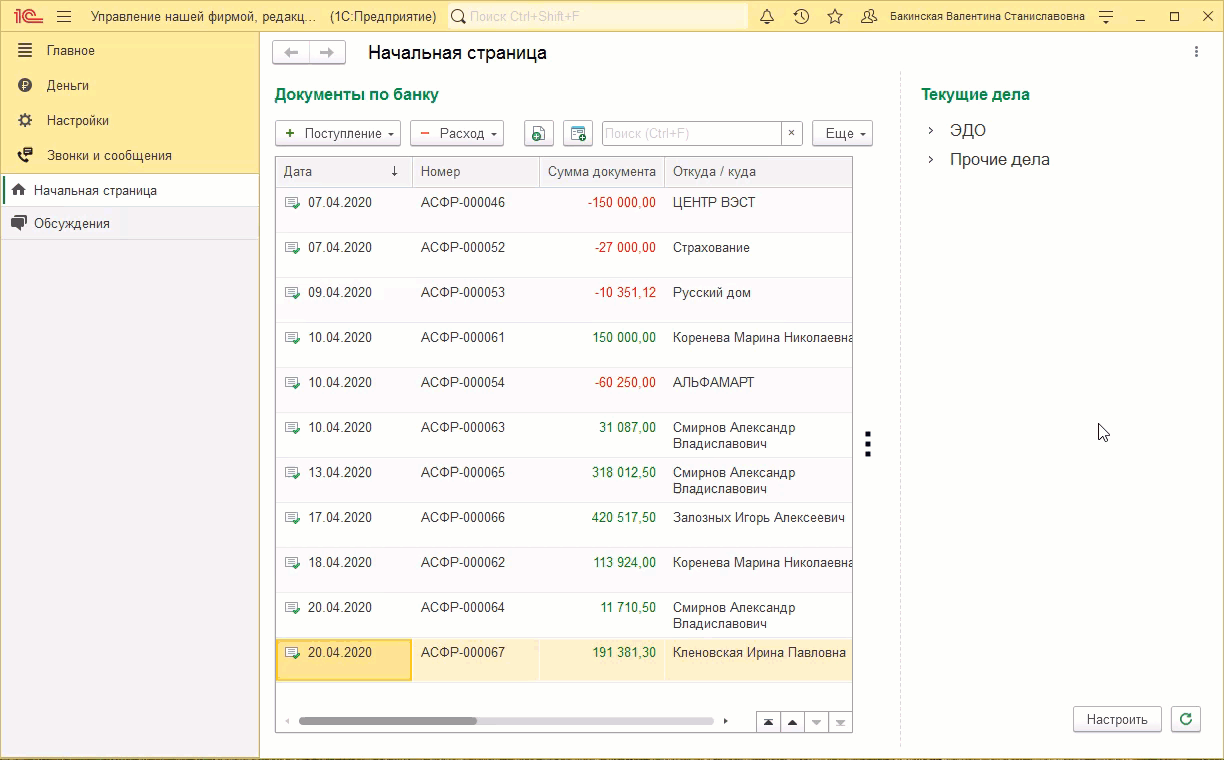 1С Управление нашей фирмой, редакц... (1С:Предприятие) Поиск Ctrl+Shift+F Бакинская Валентина Станиславовна
Главное
Деньги
Настройки
Звонки и сообщения
Начальная страница
Обсуждения
Начальная страница
Документы по банку
+ Поступление − Расход Поиск (Ctrl+F) × Еще
Дата ↓ Номер Сумма документа Откуда / куда
07.04.2020 АСФР-000046 -150 000,00 ЦЕНТР ВЭСТ
07.04.2020 АСФР-000052 -27 000,00 Страхование
09.04.2020 АСФР-000053 -10 351,12 Русский дом
10.04.2020 АСФР-000061 150 000,00 Коренева Марина Николаевна
10.04.2020 АСФР-000054 -60 250,00 АЛЬФАМАРТ
10.04.2020 АСФР-000063 31 087,00 Смирнов Александр
Владиславович
13.04.2020 АСФР-000065 318 012,50 Смирнов Александр
Владиславович
17.04.2020 АСФР-000066 420 517,50 Залозных Игорь Алексеевич
18.04.2020 АСФР-000062 113 924,00 Коренева Марина Николаевна
20.04.2020 АСФР-000064 11 710,50 Смирнов Александр
Владиславович
20.04.2020 АСФР-000067 191 381,30 Кленовская Ирина Павловна
Текущие дела
ЭДО
Прочие дела
Настроить